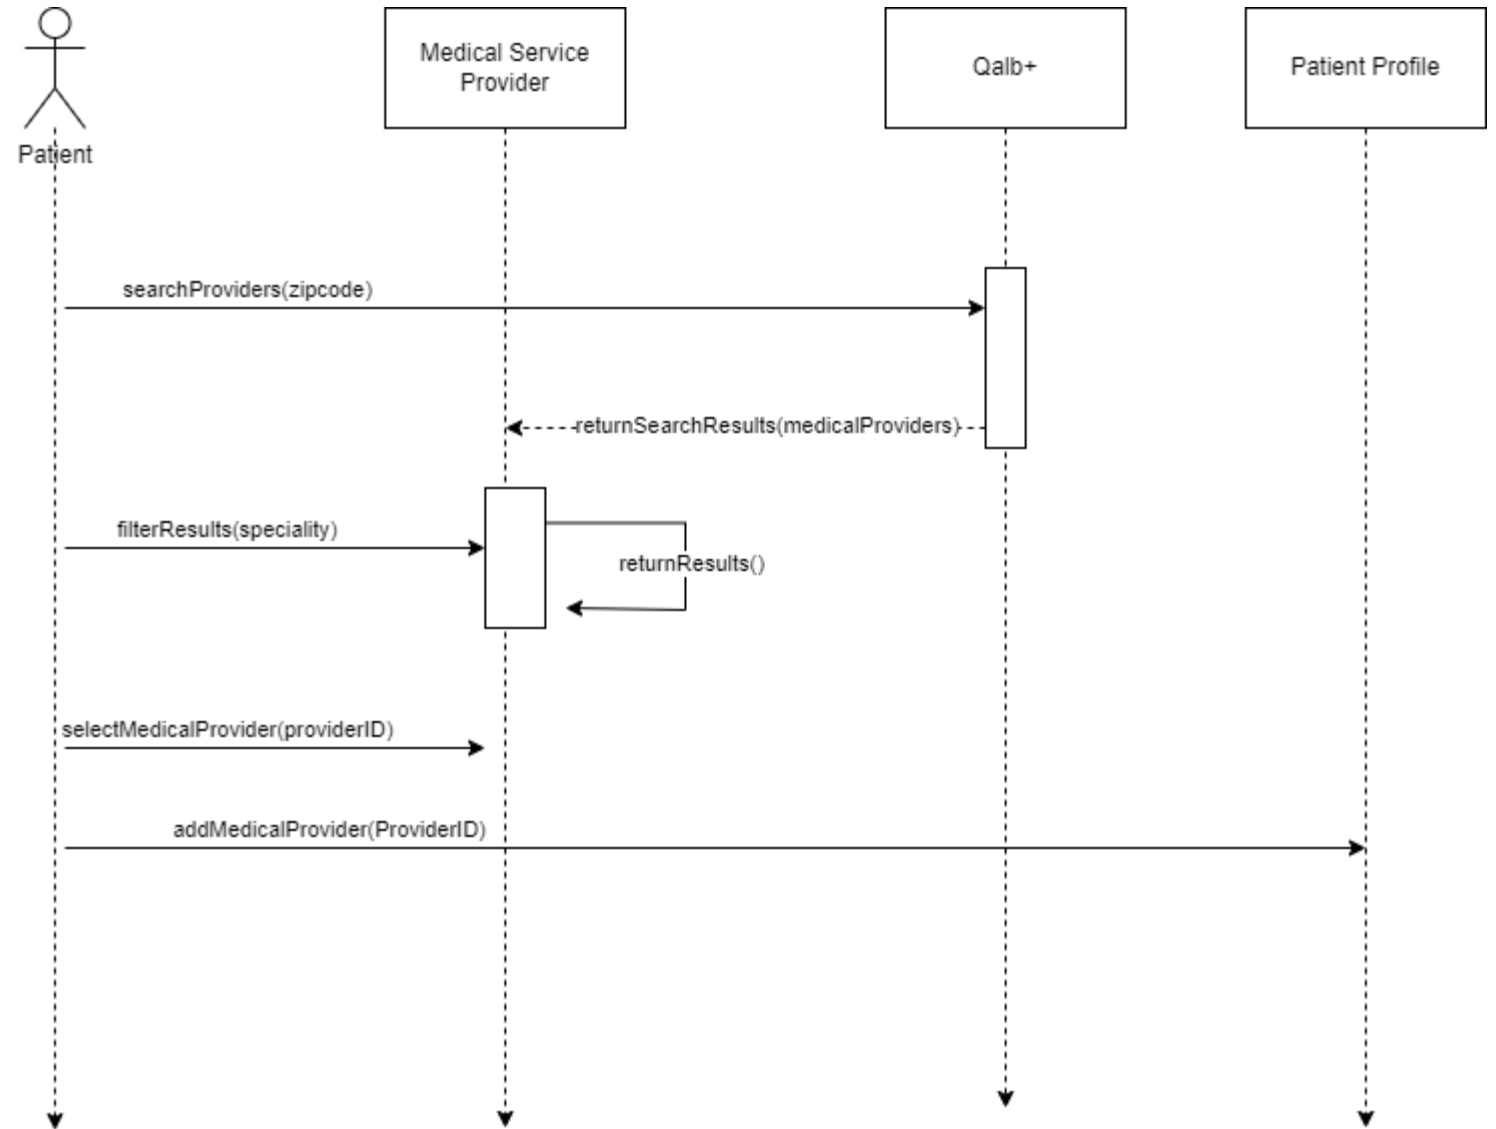 Medical Service
Provider
Qalb+
Patient Profile
Patient
searchProviders(zipcode)
returnSearchResults(medicalProviders)
filterResults(speciality)
returnResults()
selectMedicalProvider(providerID)
addMedicalProvider(ProviderID)